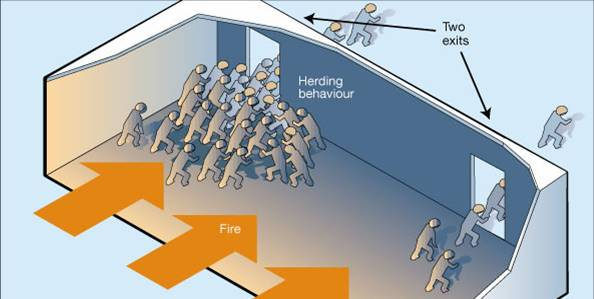 Two
exits
Herding
behaviour
Fire